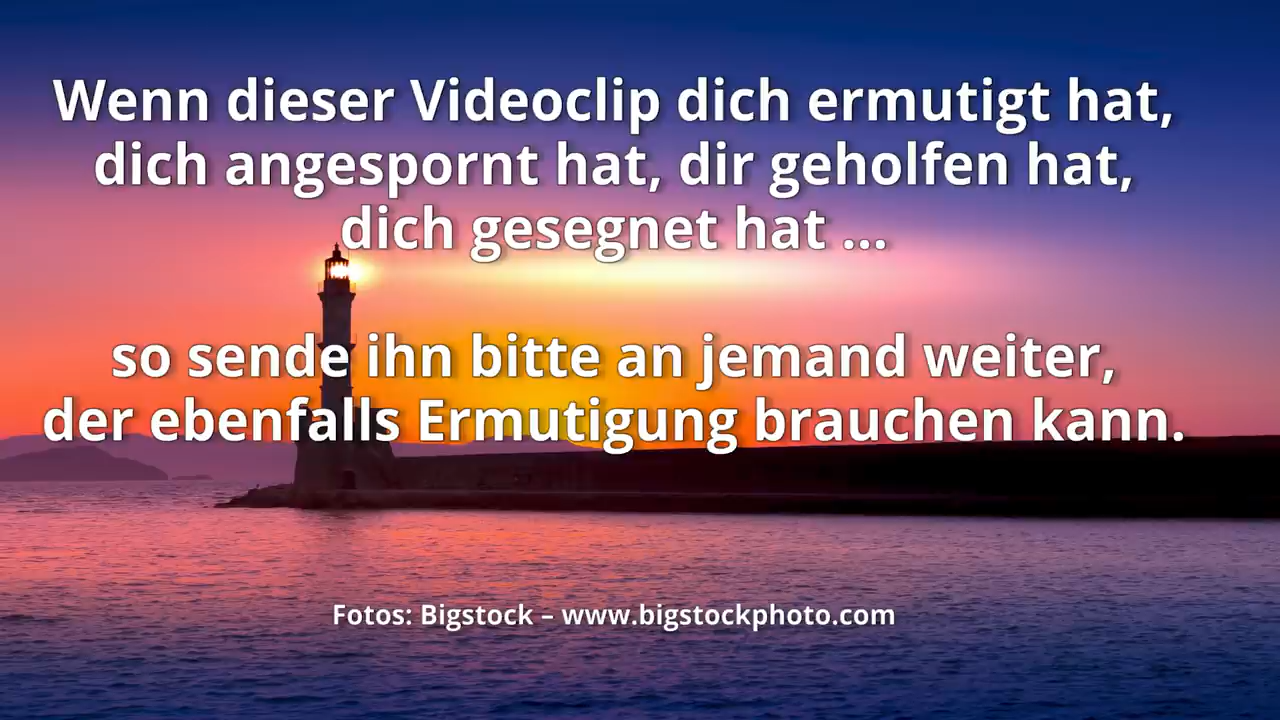 Wenn dieser Videoclip dich ermutigt hat,
dich angespornt hat, dir geholfen hat,
dich gesegnet hat ...
so sende ihn bitte an jemand weiter,
der ebenfalls Ermutigung brauchen kann.
Fotos: Bigstock – www.bigstockphoto.com